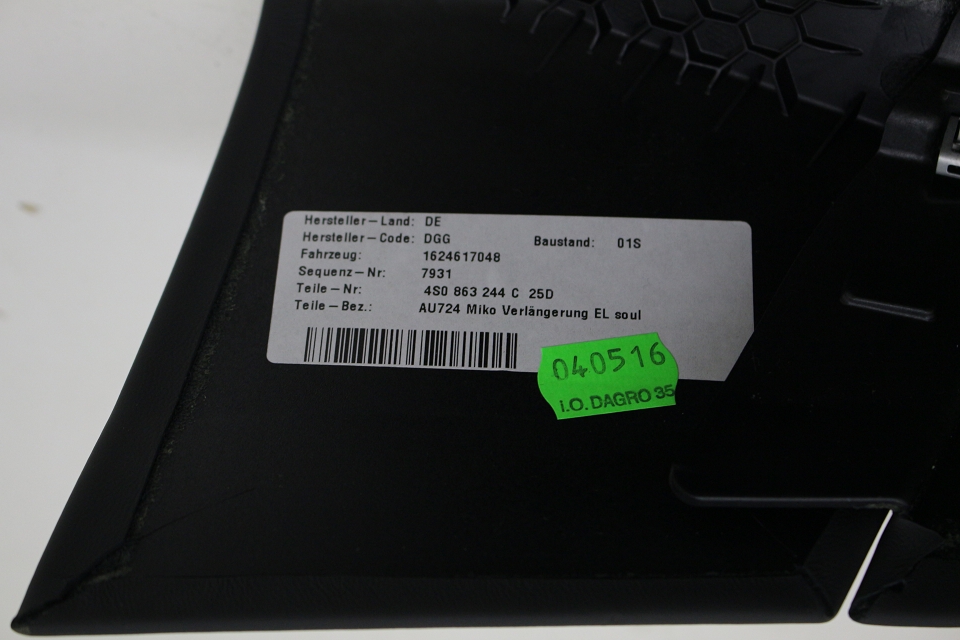 Hersteller-Land: DE
Hersteller-Code: DGG Baustand: 01S
Fahrzeug: 1624617048
Sequenz-Nr: 7931
Teile-Nr: 4S0 863 244 C 25D
Teile-Bez.: AU724 Miko Verlängerung EL soul
040516
i.O. DAGRO 35